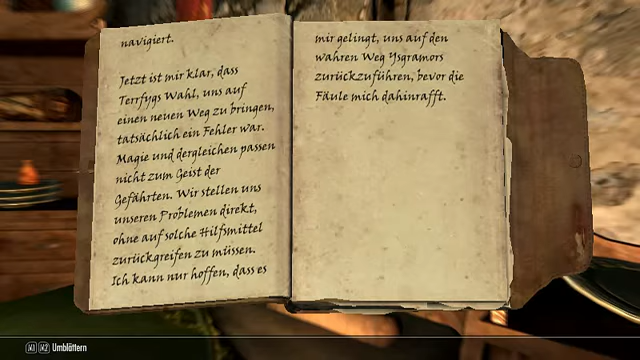 navigiert.
Jetzt ist mir klar, dass
Terrfygs Wahl, uns auf
einen neuen Weg zu bringen,
tatsächlich ein Fehler war.
Magie und dergleichen passen
nicht zum Geist der
Gefährten. Wir stellen uns
unseren Problemen direkt,
ohne auf solche Hilfsmittel
zurückgreifen zu müssen.
Ich kann nur hoffen, dass es
mir gelingt, uns auf den
wahren Weg Ysgramors
zurückzuführen, bevor die
Fäule mich dahinrafft.
M1 M2 Umblättern